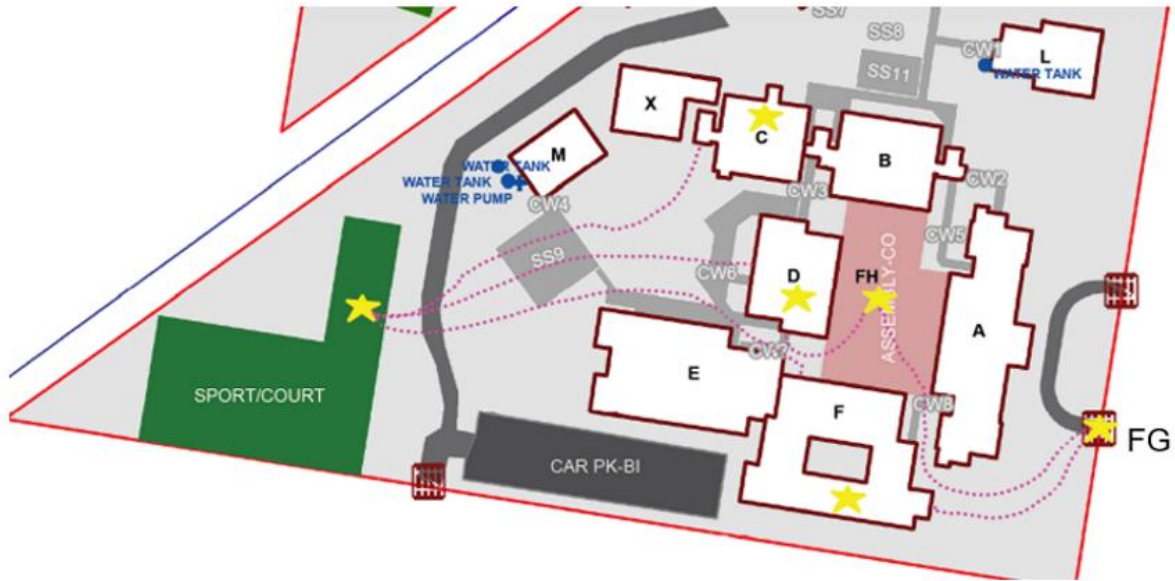 SS7
SS8
CW1
L
WATER TANK
SS11
X
C
B
M
WATER TANK
WATER TANK
WATER PUMP
CW4
CW3
CW2
SS9
CW5
CW6
D
FH
ASSEMBLY-CO
A
CW7
E
SPORT/COURT
F
CW8
FG
CAR PK-BI